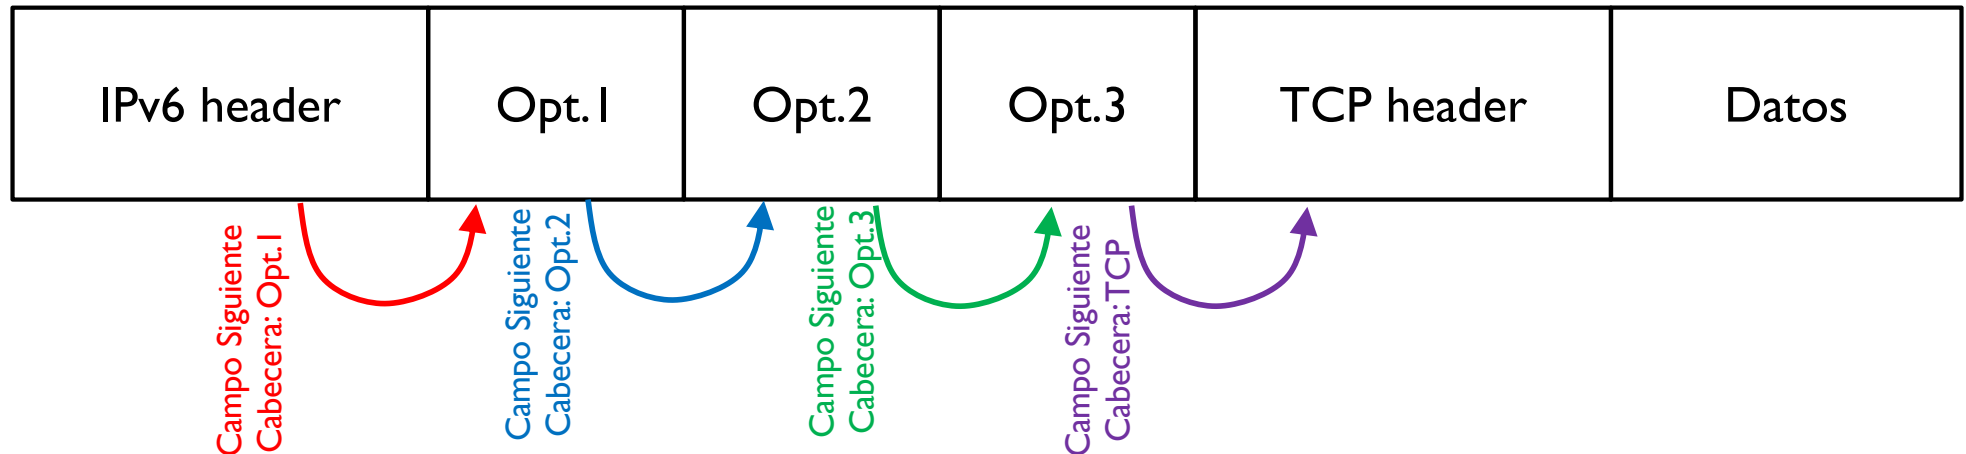 IPv6 header
Opt.1
Opt.2
Opt.3
TCP header
Datos
Campo Siguiente
Cabecera: Opt.1
Campo Siguiente
Cabecera: Opt.2
Campo Siguiente
Cabecera: Opt.3
Campo Siguiente
Cabecera: TCP